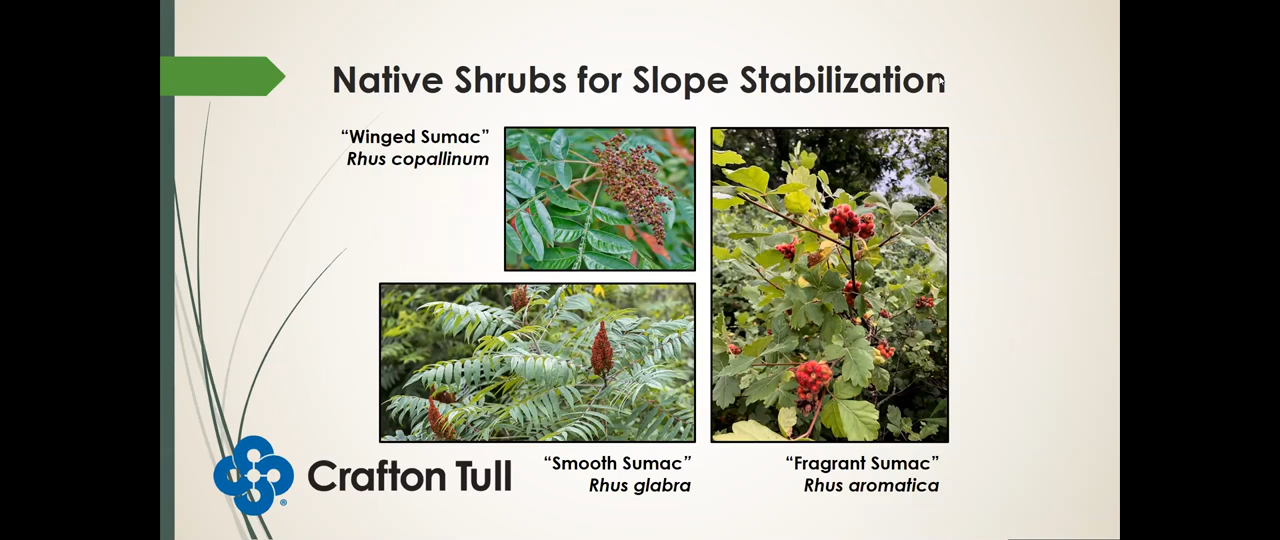 Native Shrubs for Slope Stabilization
“Winged Sumac”
Rhus copallinum
“Smooth Sumac”
Rhus glabra
“Fragrant Sumac”
Rhus aromatica
Crafton Tull
®